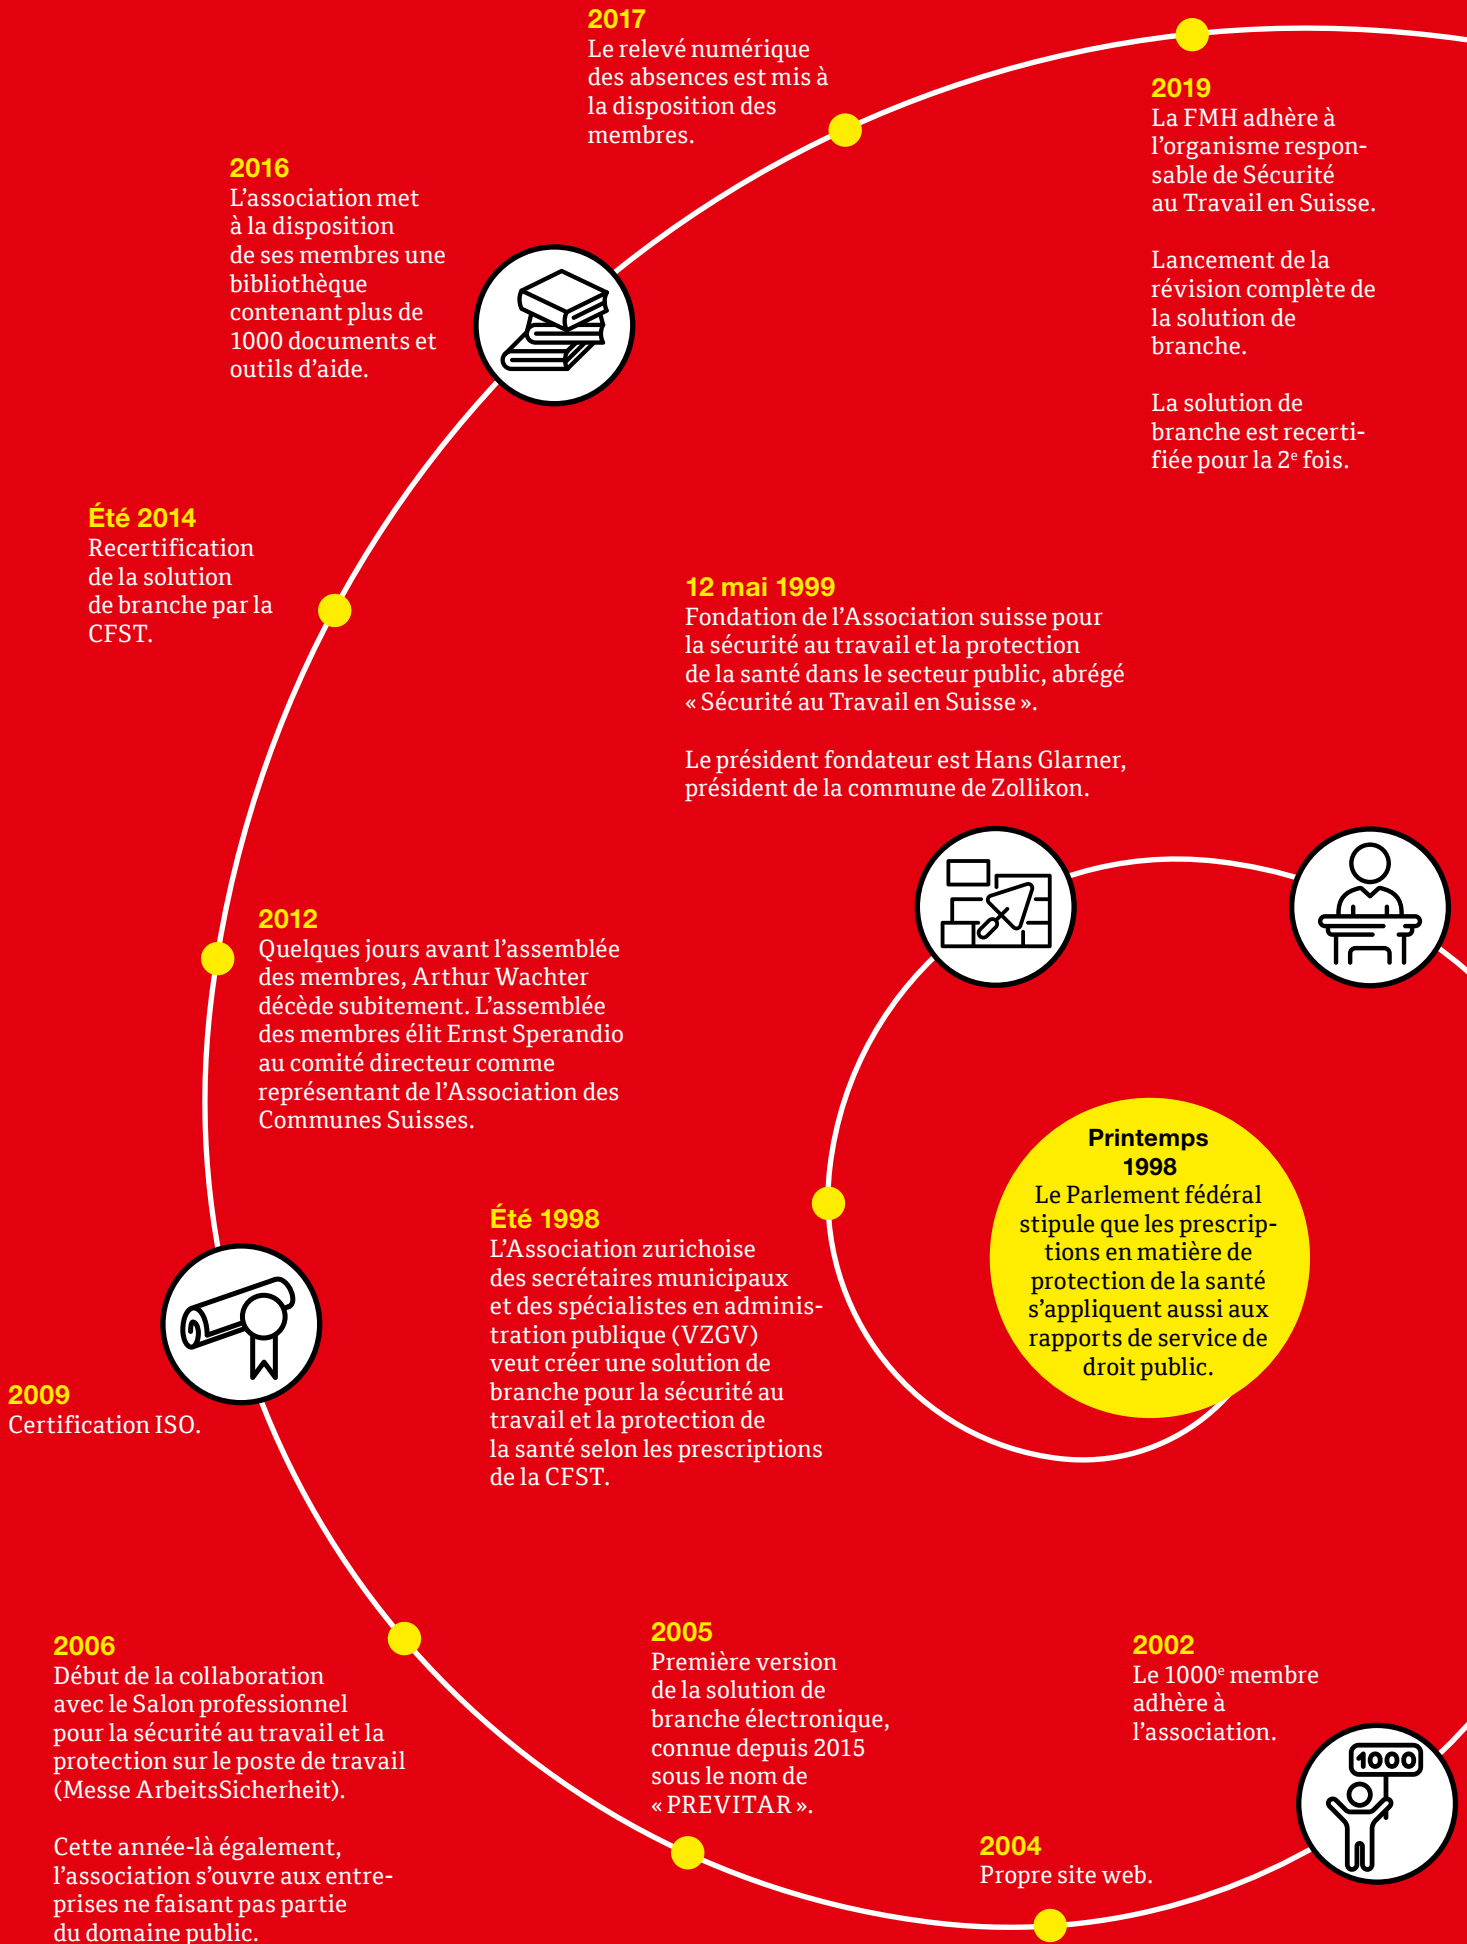 2017
Le relevé numérique
des absences est mis à
la disposition des
membres.
2019
La FMH adhère à
l’organisme respon-
sable de Sécurité
au Travail en Suisse.
Lancement de la
révision complète de
la solution de
branche.
La solution de
branche est recerti-
fiée pour la 2e fois.
2016
L’association met
à la disposition
de ses membres une
bibliothèque
contenant plus de
1000 documents et
outils d’aide.
Été 2014
Recertification
de la solution
de branche par la
CFST.
12 mai 1999
Fondation de l’Association suisse pour
la sécurité au travail et la protection
de la santé dans le secteur public, abrégé
« Sécurité au Travail en Suisse ».
Le président fondateur est Hans Glarner,
président de la commune de Zollikon.
2012
Quelques jours avant l’assemblée
des membres, Arthur Wachter
décède subitement. L’assemblée
des membres élit Ernst Sperandio
au comité directeur comme
représentant de l’Association des
Communes Suisses.
Printemps
1998
Le Parlement fédéral
stipule que les prescrip-
tions en matière de
protection de la santé
s’appliquent aussi aux
rapports de service de
droit public.
Été 1998
L’Association zurichoise
des secrétaires municipaux
et des spécialistes en adminis-
tration publique (VZGV)
veut créer une solution de
branche pour la sécurité au
travail et la protection de
la santé selon les prescriptions
de la CFST.
2009
Certification ISO.
2006
Début de la collaboration
avec le Salon professionnel
pour la sécurité au travail et la
protection sur le poste de travail
(Messe ArbeitsSicherheit).
Cette année-là également,
l’association s’ouvre aux entre-
prises ne faisant pas partie
du domaine public.
2005
Première version
de la solution de
branche électronique,
connue depuis 2015
sous le nom de
« PREVITAR ».
2004
Propre site web.
2002
Le 1000e membre
adhère à
l’association.
1000